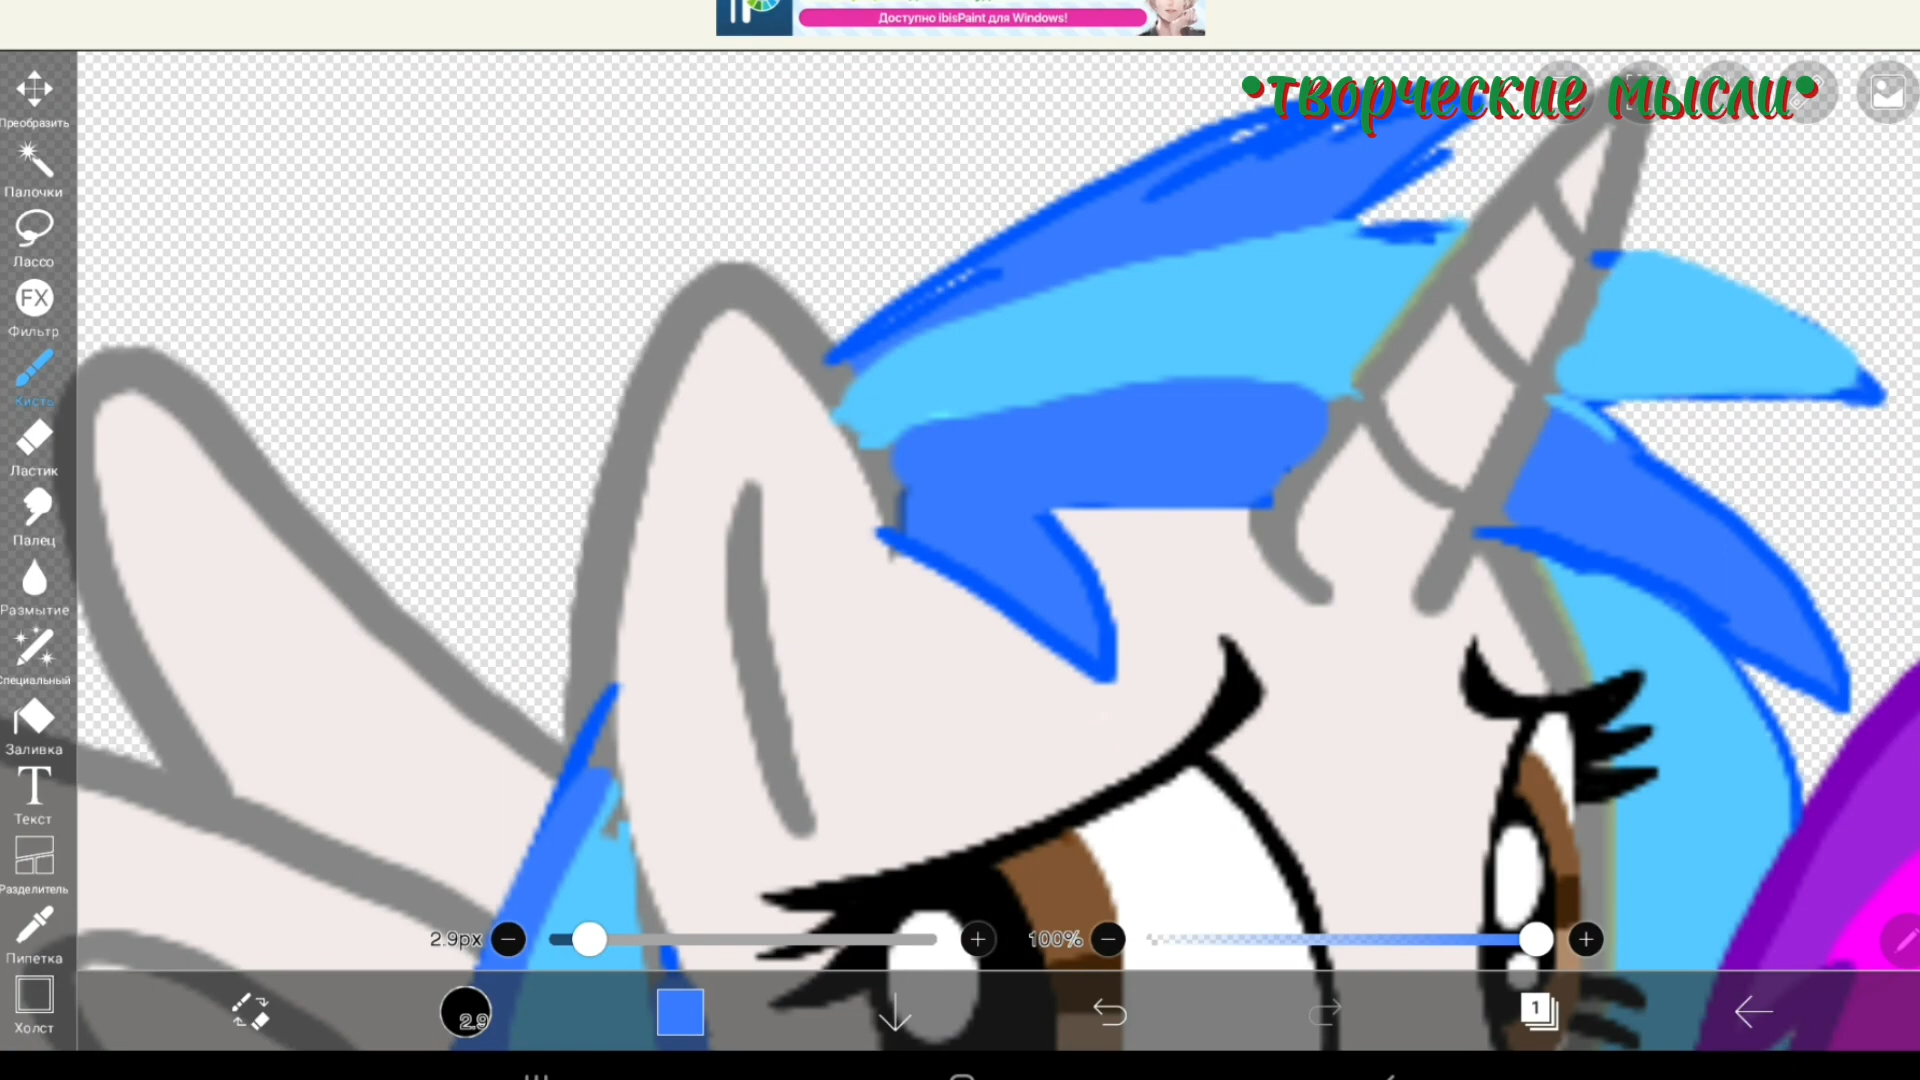 Доступно ibisPaint для Windows!
•творческие мысли•
Преобразить
Палочки
Лассо
FX
Фильтр
Кисть
Ластик
Палец
Размытие
Специальный
Заливка
T
Текст
Разделитель
Пипетка
Холст
2.9px
100%
2.9
1